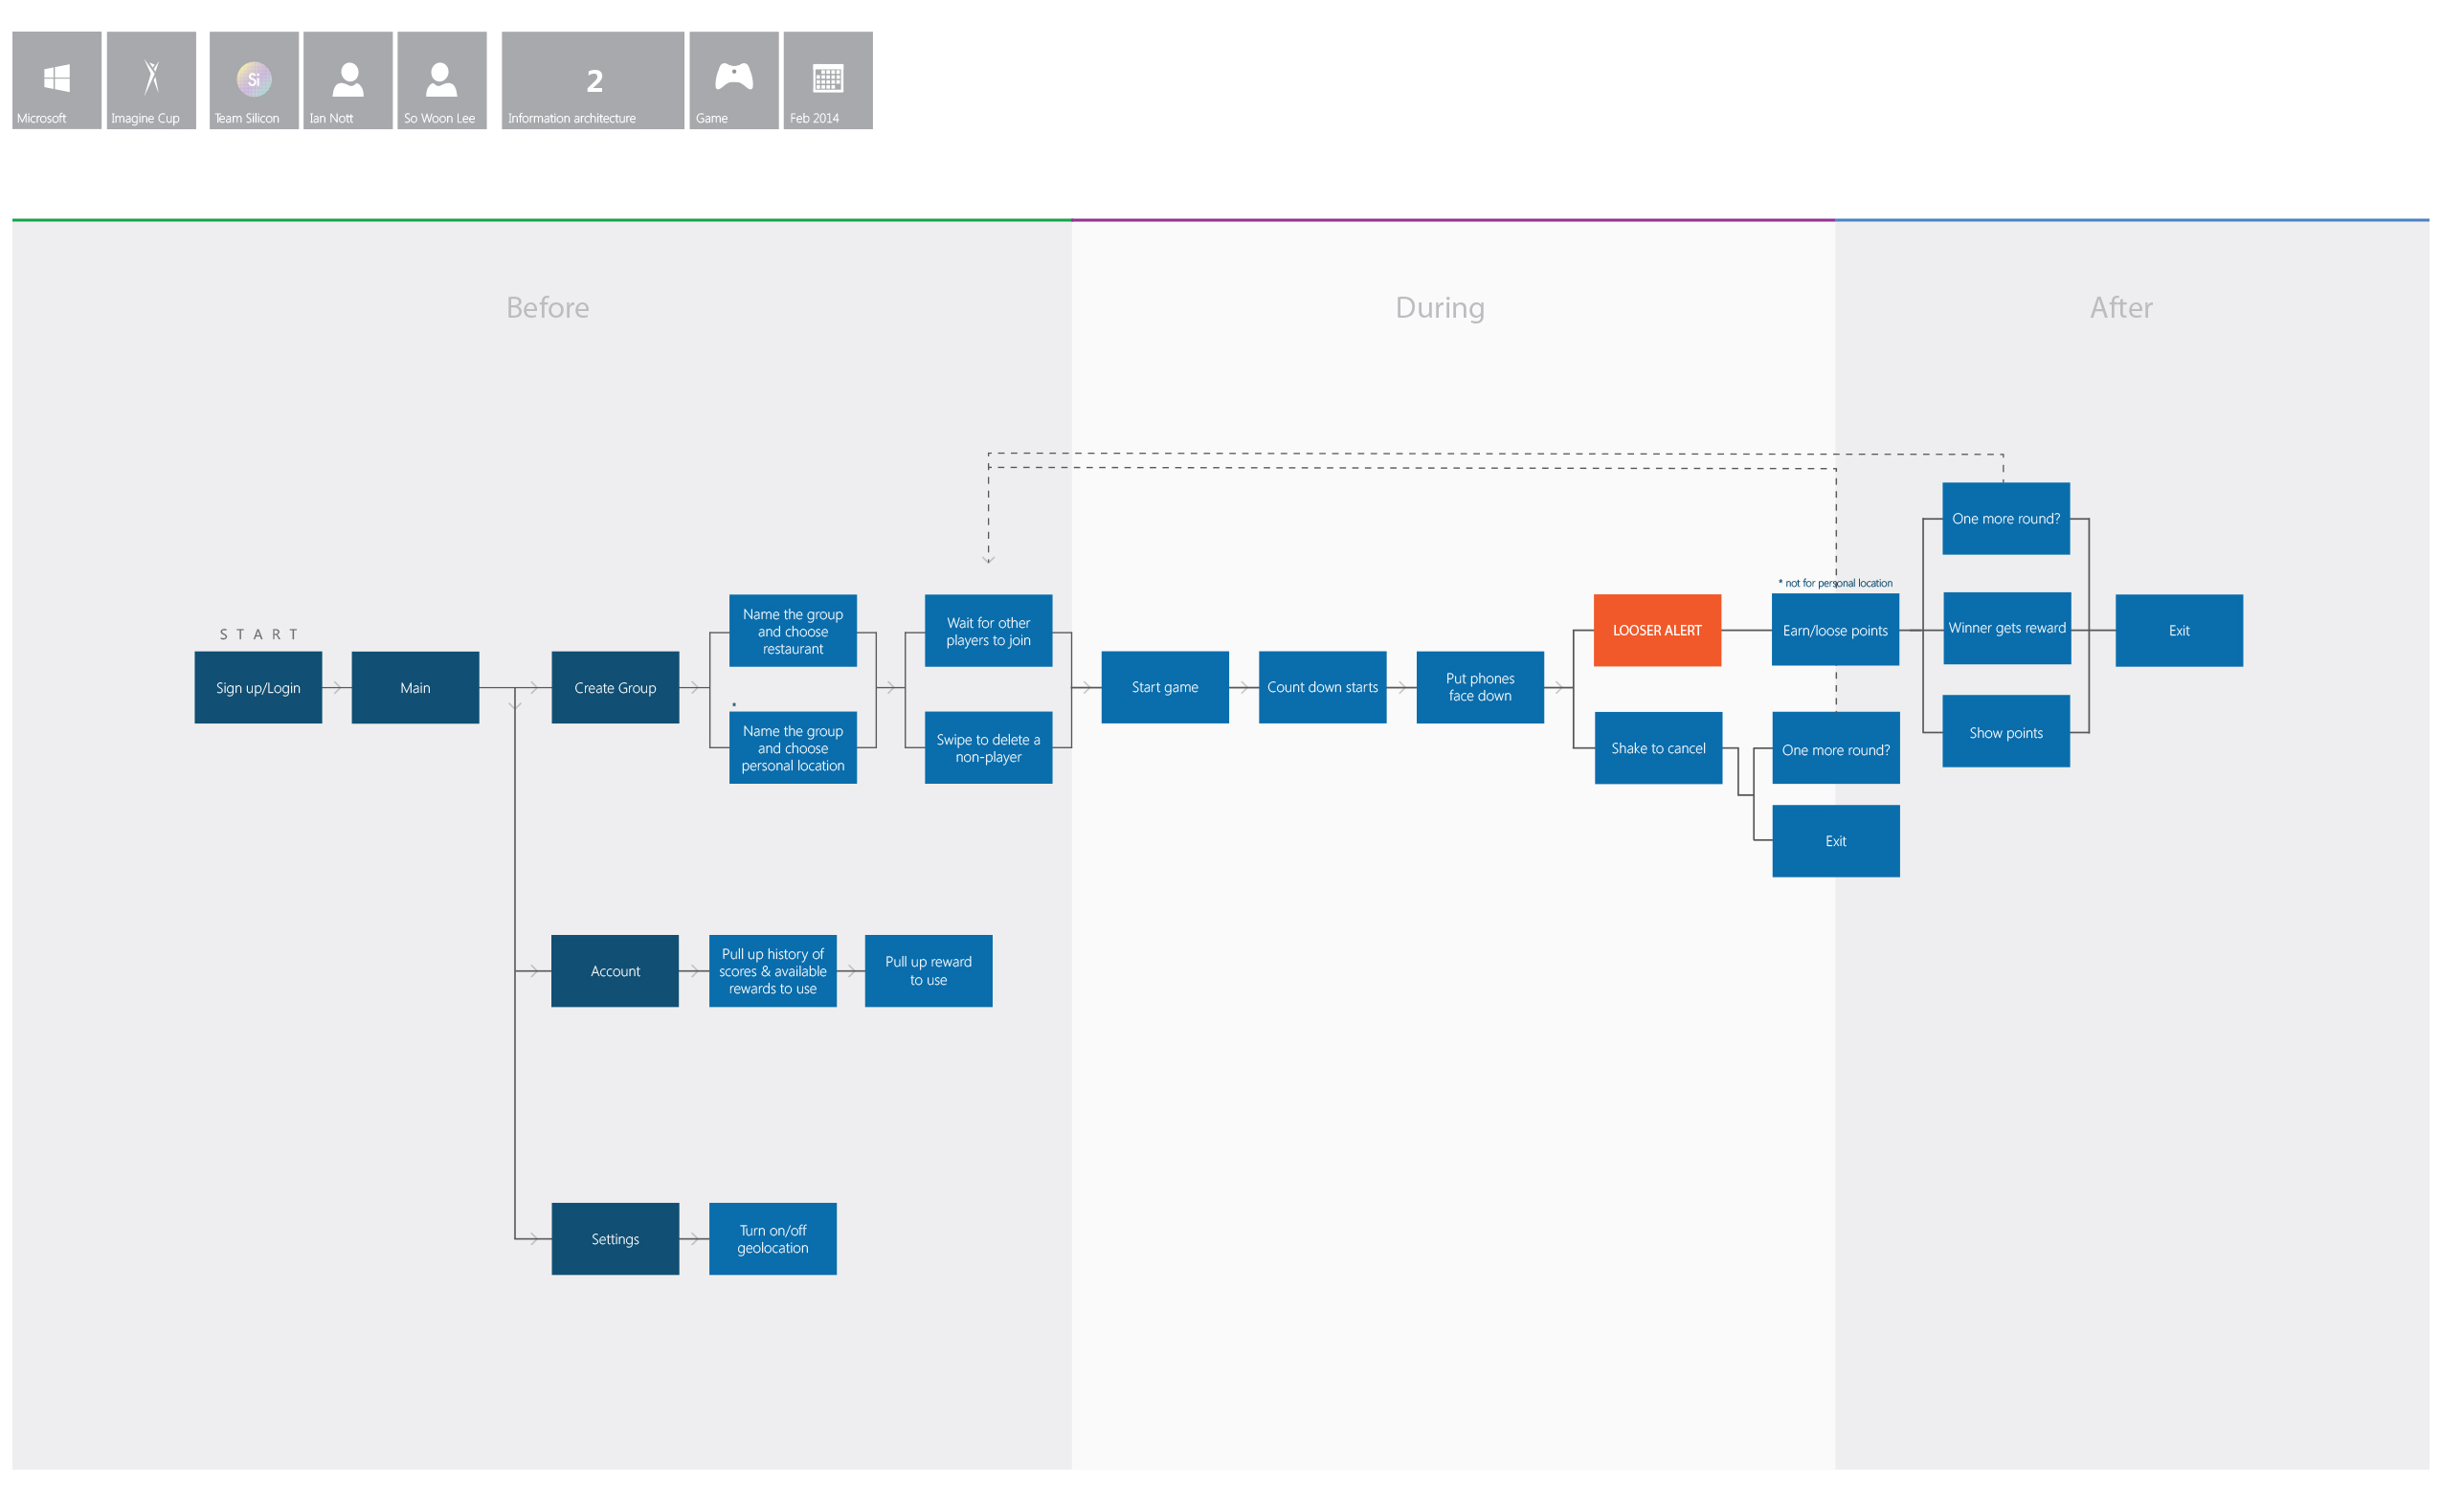 Microsoft
Imagine Cup
Si
Team Silicon
Ian Nott
So Woon Lee
2
Information architecture
Game
Feb 2014
Before
During
After
START
Sign up/Login
Main
Create Group
Name the group
and choose
restaurant
*
Name the group
and choose
personal location
Wait for other
players to join
Swipe to delete a
non-player
Start game
Count down starts
Put phones
face down
LOOSER ALERT
Shake to cancel
* not for personal location
Earn/loose points
One more round?
Exit
One more round?
Winner gets reward
Show points
Exit
Account
Pull up history of
scores & available
rewards to use
Pull up reward
to use
Settings
Turn on/off
geolocation